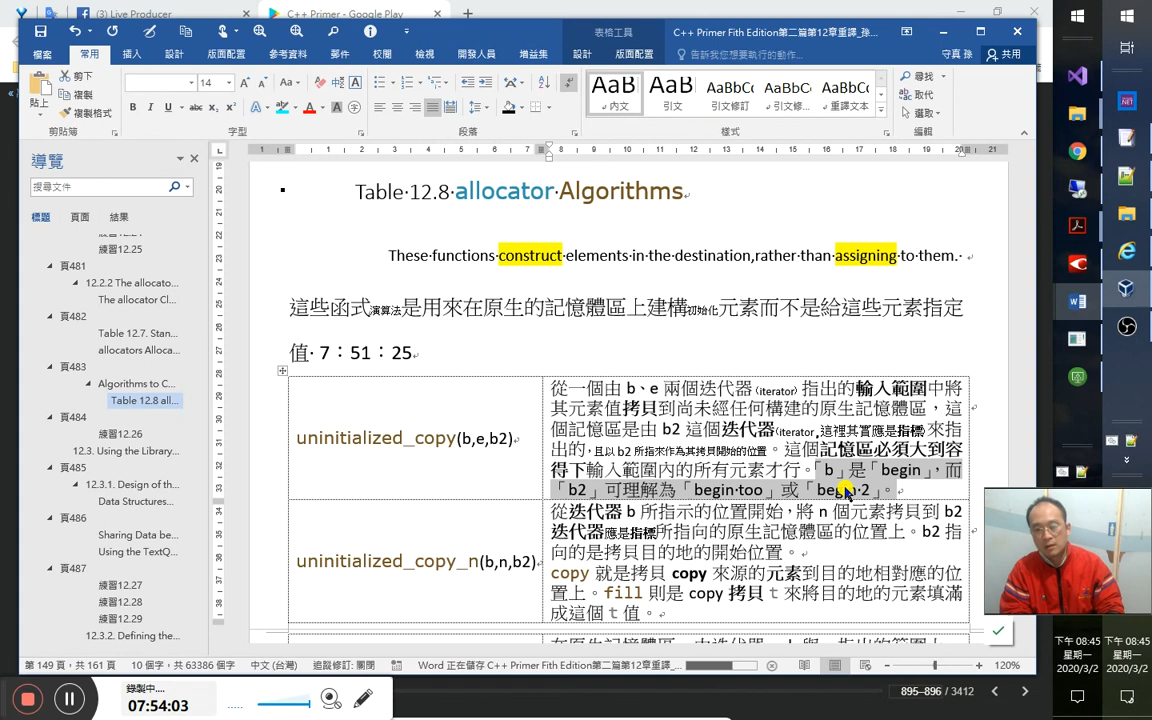 (3) Live Producer
C++ Primer - Google Play
表格工具
C++ Primer Fith Edition第二篇第12章重譯_孫...
檔案
常用
插入
設計
版面配置
參考資料
郵件
校閱
檢視
開發人員
增益集
設計
版面配置
告訴我您想要執行的動作...
守真 孫
共用
貼上
剪下
複製
複製格式
剪貼簿
14
字型
段落
AaB
內文
AaB
引文
AaBbCc
引文修訂
AaBbCc
引文修...
AaBbC
重譯文本
樣式
尋找
取代
選取
編輯
導覽
搜尋文件
標題
頁面
結果
練習12.24
練習12.25
頁481
12.2.2 The allocato...
The allocator Cl...
頁482
Table 12.7. Stan...
allocators Alloca...
頁483
Algorithms to C...
Table 12.8 all...
頁484
練習12.26
12.3. Using the Library...
頁485
12.3.1. Design of th...
Data Structures...
頁486
Sharing Data be...
Using the TextQ...
頁487
練習12.27
練習12.28
練習12.29
12.3.2. Defining the...
Table·12.8·allocator·Algorithms
These·functions·construct·elements·in·the·destination,rather·than·assigning·to·them.·
這些函式演算法是用來在原生的記憶體區上建構初始化元素而不是給這些元素指定
值· 7：51：25
uninitialized_copy(b,e,b2)
從一個由 b、e 兩個迭代器(iterator)指出的輸入範圍中將
其元素值拷貝到尚未經任何構建的原生記憶體區，這
個記憶區是由 b2 這個迭代器(iterator,這裡其實應是指標)來指
出的,且以 b2 所指來作為其拷貝開始的位置。這個記憶區必須大到容
得下輸入範圍內的所有元素才行。「b」是「begin」，而
「b2」可理解為「begin·too」或「begin·2」。
uninitialized_copy_n(b,n,b2)
從迭代器 b 所指示的位置開始，將 n 個元素拷貝到 b2
迭代器應是指標所指向的原生記憶體區的位置上。b2 指
向的是拷貝目的地的開始位置。
copy 就是拷貝 copy 來源的元素到目的地相對應的位
置上。fill 則是 copy 拷貝 t 來將目的地的元素填滿
成這個 t 值。
第 149 頁，共 161 頁
10 個字，共 63386 個字
中文 (台灣)
追蹤修訂: 關閉
Word 正在儲存 C++ Primer Fith Edition第二篇第12章重譯_...
120%
錄製中...
07:54:03
895–896 / 3412
下午 08:45
星期一
2020/3/2
下午 08:45
星期一
2020/3/2